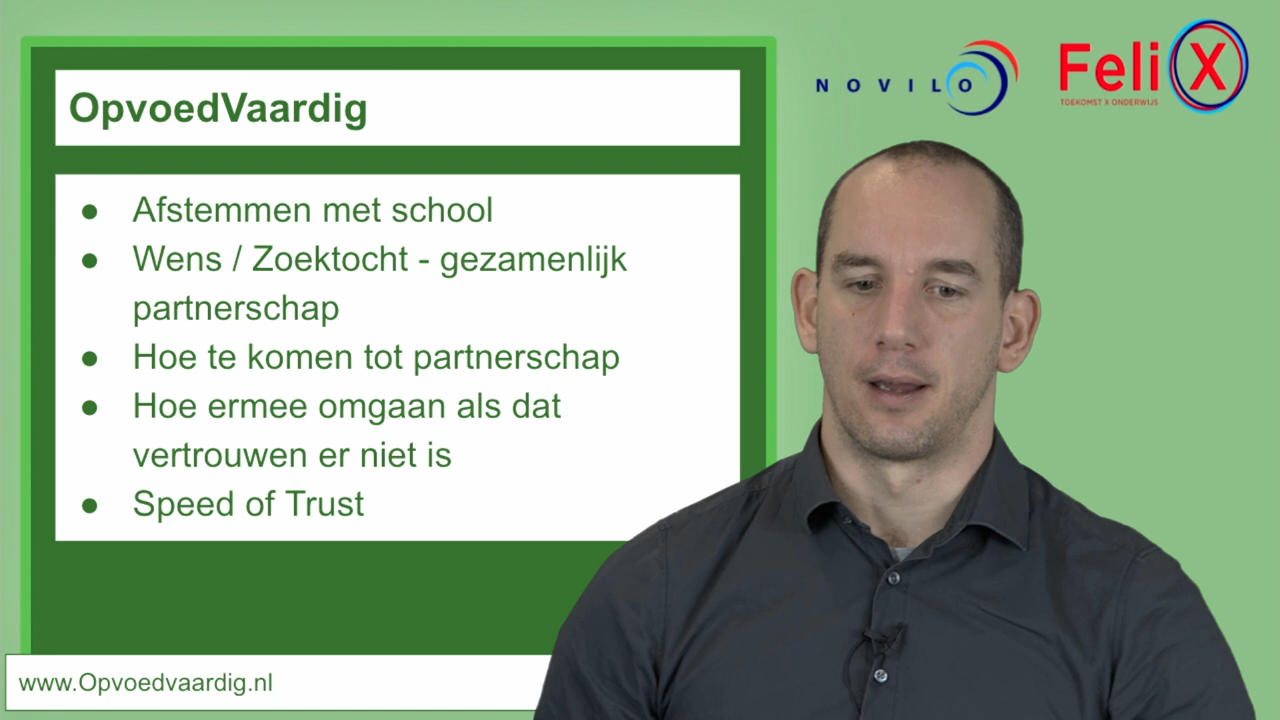 OpvoedVaardig
● Afstemmen met school
● Wens / Zoektocht - gezamenlijk
partnerschap
● Hoe te komen tot partnerschap
● Hoe ermee omgaan als dat
vertrouwen er niet is
● Speed of Trust
www.Opvoedvaardig.nl
NOVILO
FeliX
TOEKOMST X ONDERWIJS